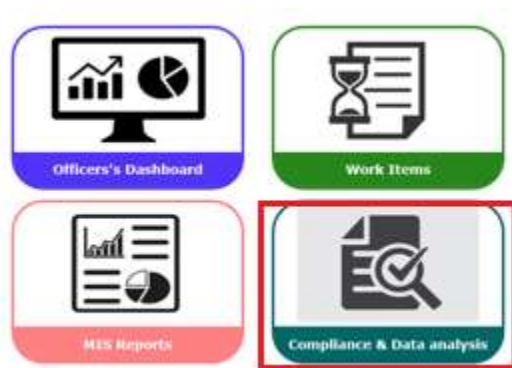 Officers's Dashboard
Work Items
MIS Reports
Compliance & Data analysis